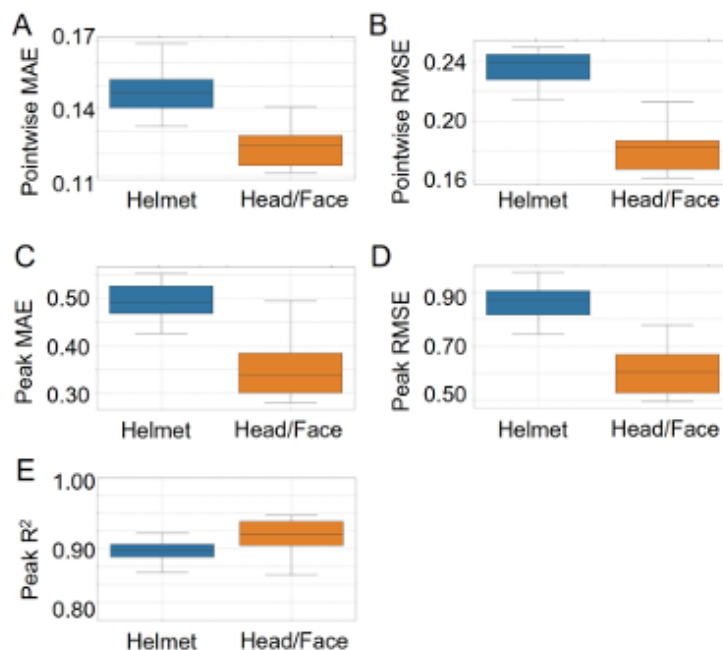 A
Pointwise MAE
0.17
0.14
0.11
Helmet
Head/Face
B
Pointwise RMSE
0.24
0.20
0.16
Helmet
Head/Face
C
Peak MAE
0.50
0.40
0.30
Helmet
Head/Face
D
Peak RMSE
0.90
0.70
0.50
Helmet
Head/Face
E
Peak R²
1.00
0.90
0.80
Helmet
Head/Face